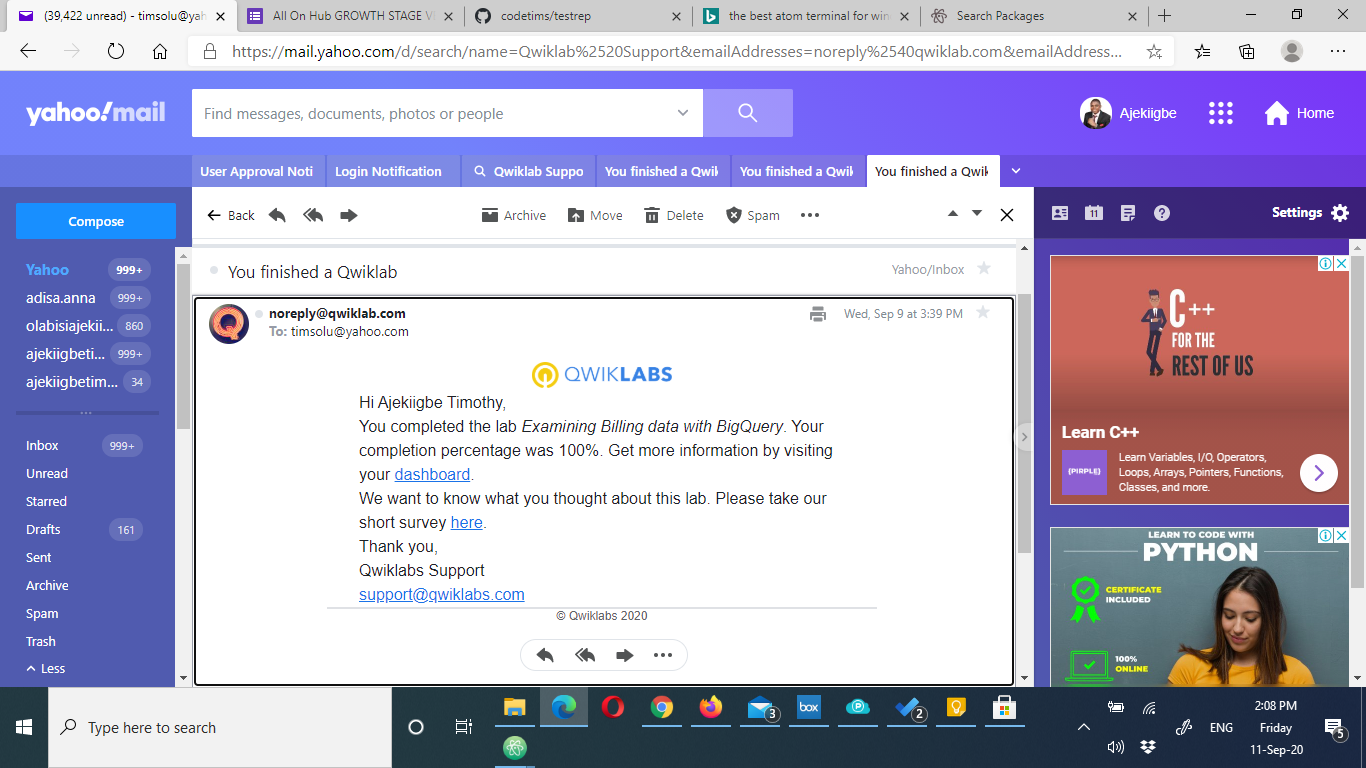 (39,422 unread) - timsolu@yah
All On Hub GROWTH STAGE V
codetims/testrep
the best atom terminal for win
Search Packages
https://mail.yahoo.com/d/search/name=Qwiklab%2520Support&emailAddresses=noreply%2540qwiklab.com&emailAddress...
yahoo!mail
Find messages, documents, photos or people
Ajekiigbe
Home
User Approval Noti
Login Notification
Qwiklab Suppo
You finished a Qwik
You finished a Qwik
You finished a Qwik
Compose
Back
Archive
Move
Delete
Spam
11
Settings
Yahoo 999+
adisa.anna 999+
olabisiajekii... 860
ajekiigbeti... 999+
ajekiigbetim... 34
Inbox 999+
Unread
Starred
Drafts 161
Sent
Archive
Spam
Trash
Less
You finished a Qwiklab
Yahoo/Inbox
noreply@qwiklab.com
Wed, Sep 9 at 3:39 PM
To: timsolu@yahoo.com
QWIKLABS
Hi Ajekiigbe Timothy,
You completed the lab Examining Billing data with BigQuery. Your
completion percentage was 100%. Get more information by visiting
your dashboard.
We want to know what you thought about this lab. Please take our
short survey here.
Thank you,
Qwiklabs Support
support@qwiklabs.com
© Qwiklabs 2020
C++
FOR THE
REST OF US
Learn C++
{PIRPLE}
Learn Variables, I/O, Operators,
Loops, Arrays, Pointers, Functions,
Classes, and more.
LEARN TO CODE WITH
PYTHON
CERTIFICATE
INCLUDED
100%
ONLINE
Type here to search
3
box
2
ENG
2:08 PM
Friday
11-Sep-20
5